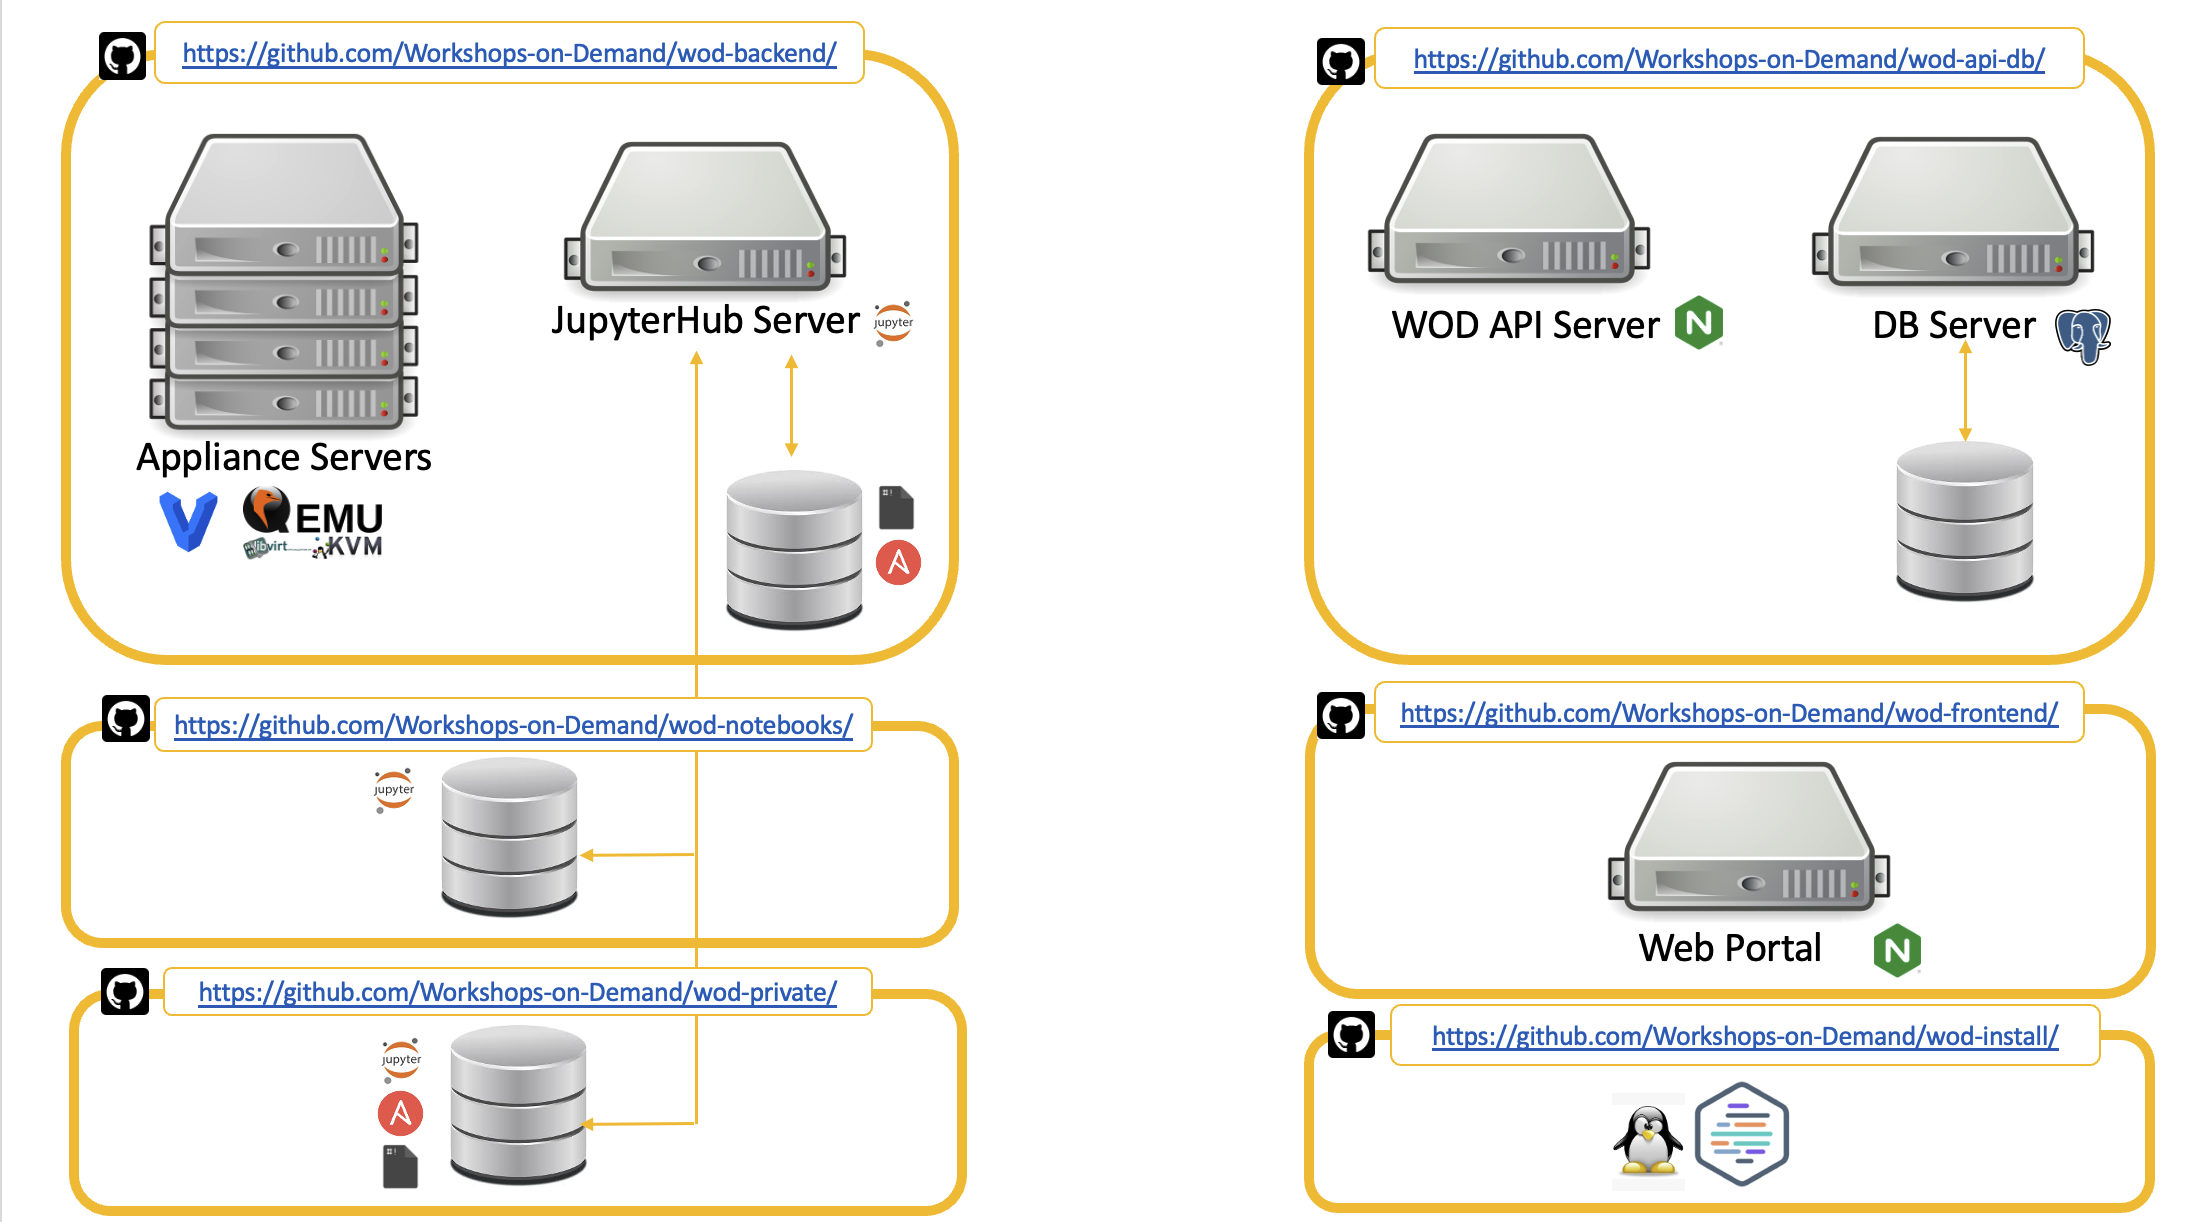 https://github.com/Workshops-on-Demand/wod-backend/
JupyterHub Server
jupyter
Appliance Servers
QEMU
libvirt
KVM
https://github.com/Workshops-on-Demand/wod-notebooks/
jupyter
https://github.com/Workshops-on-Demand/wod-private/
jupyter
https://github.com/Workshops-on-Demand/wod-api-db/
WOD API Server
N
DB Server
https://github.com/Workshops-on-Demand/wod-frontend/
Web Portal
N
https://github.com/Workshops-on-Demand/wod-install/